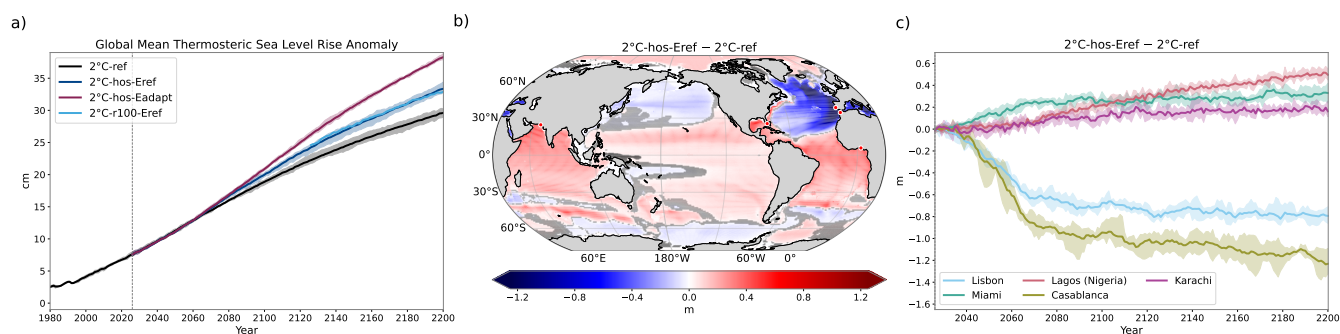 a)
Global Mean Thermosteric Sea Level Rise Anomaly
2°C-ref
2°C-hos-Eref
2°C-hos-Eadapt
2°C-r100-Eref
35
30
25
20
15
10
5
0
cm
1980 2000 2020 2040 2060 2080 2100 2120 2140 2160 2180 2200
Year
b)
2°C-hos-Eref − 2°C-ref
60°N
30°N
0°
30°S
60°S
60°E 180°W 60°W 0°
−1.2 −0.8 −0.4 0.0 0.4 0.8 1.2
m
c)
2°C-hos-Eref − 2°C-ref
0.6
0.4
0.2
0.0
−0.2
−0.4
−0.6
−0.8
−1.0
−1.2
−1.4
−1.6
m
Lisbon Lagos (Nigeria) Karachi
Miami Casablanca
2040 2060 2080 2100 2120 2140 2160 2180 2200
Year